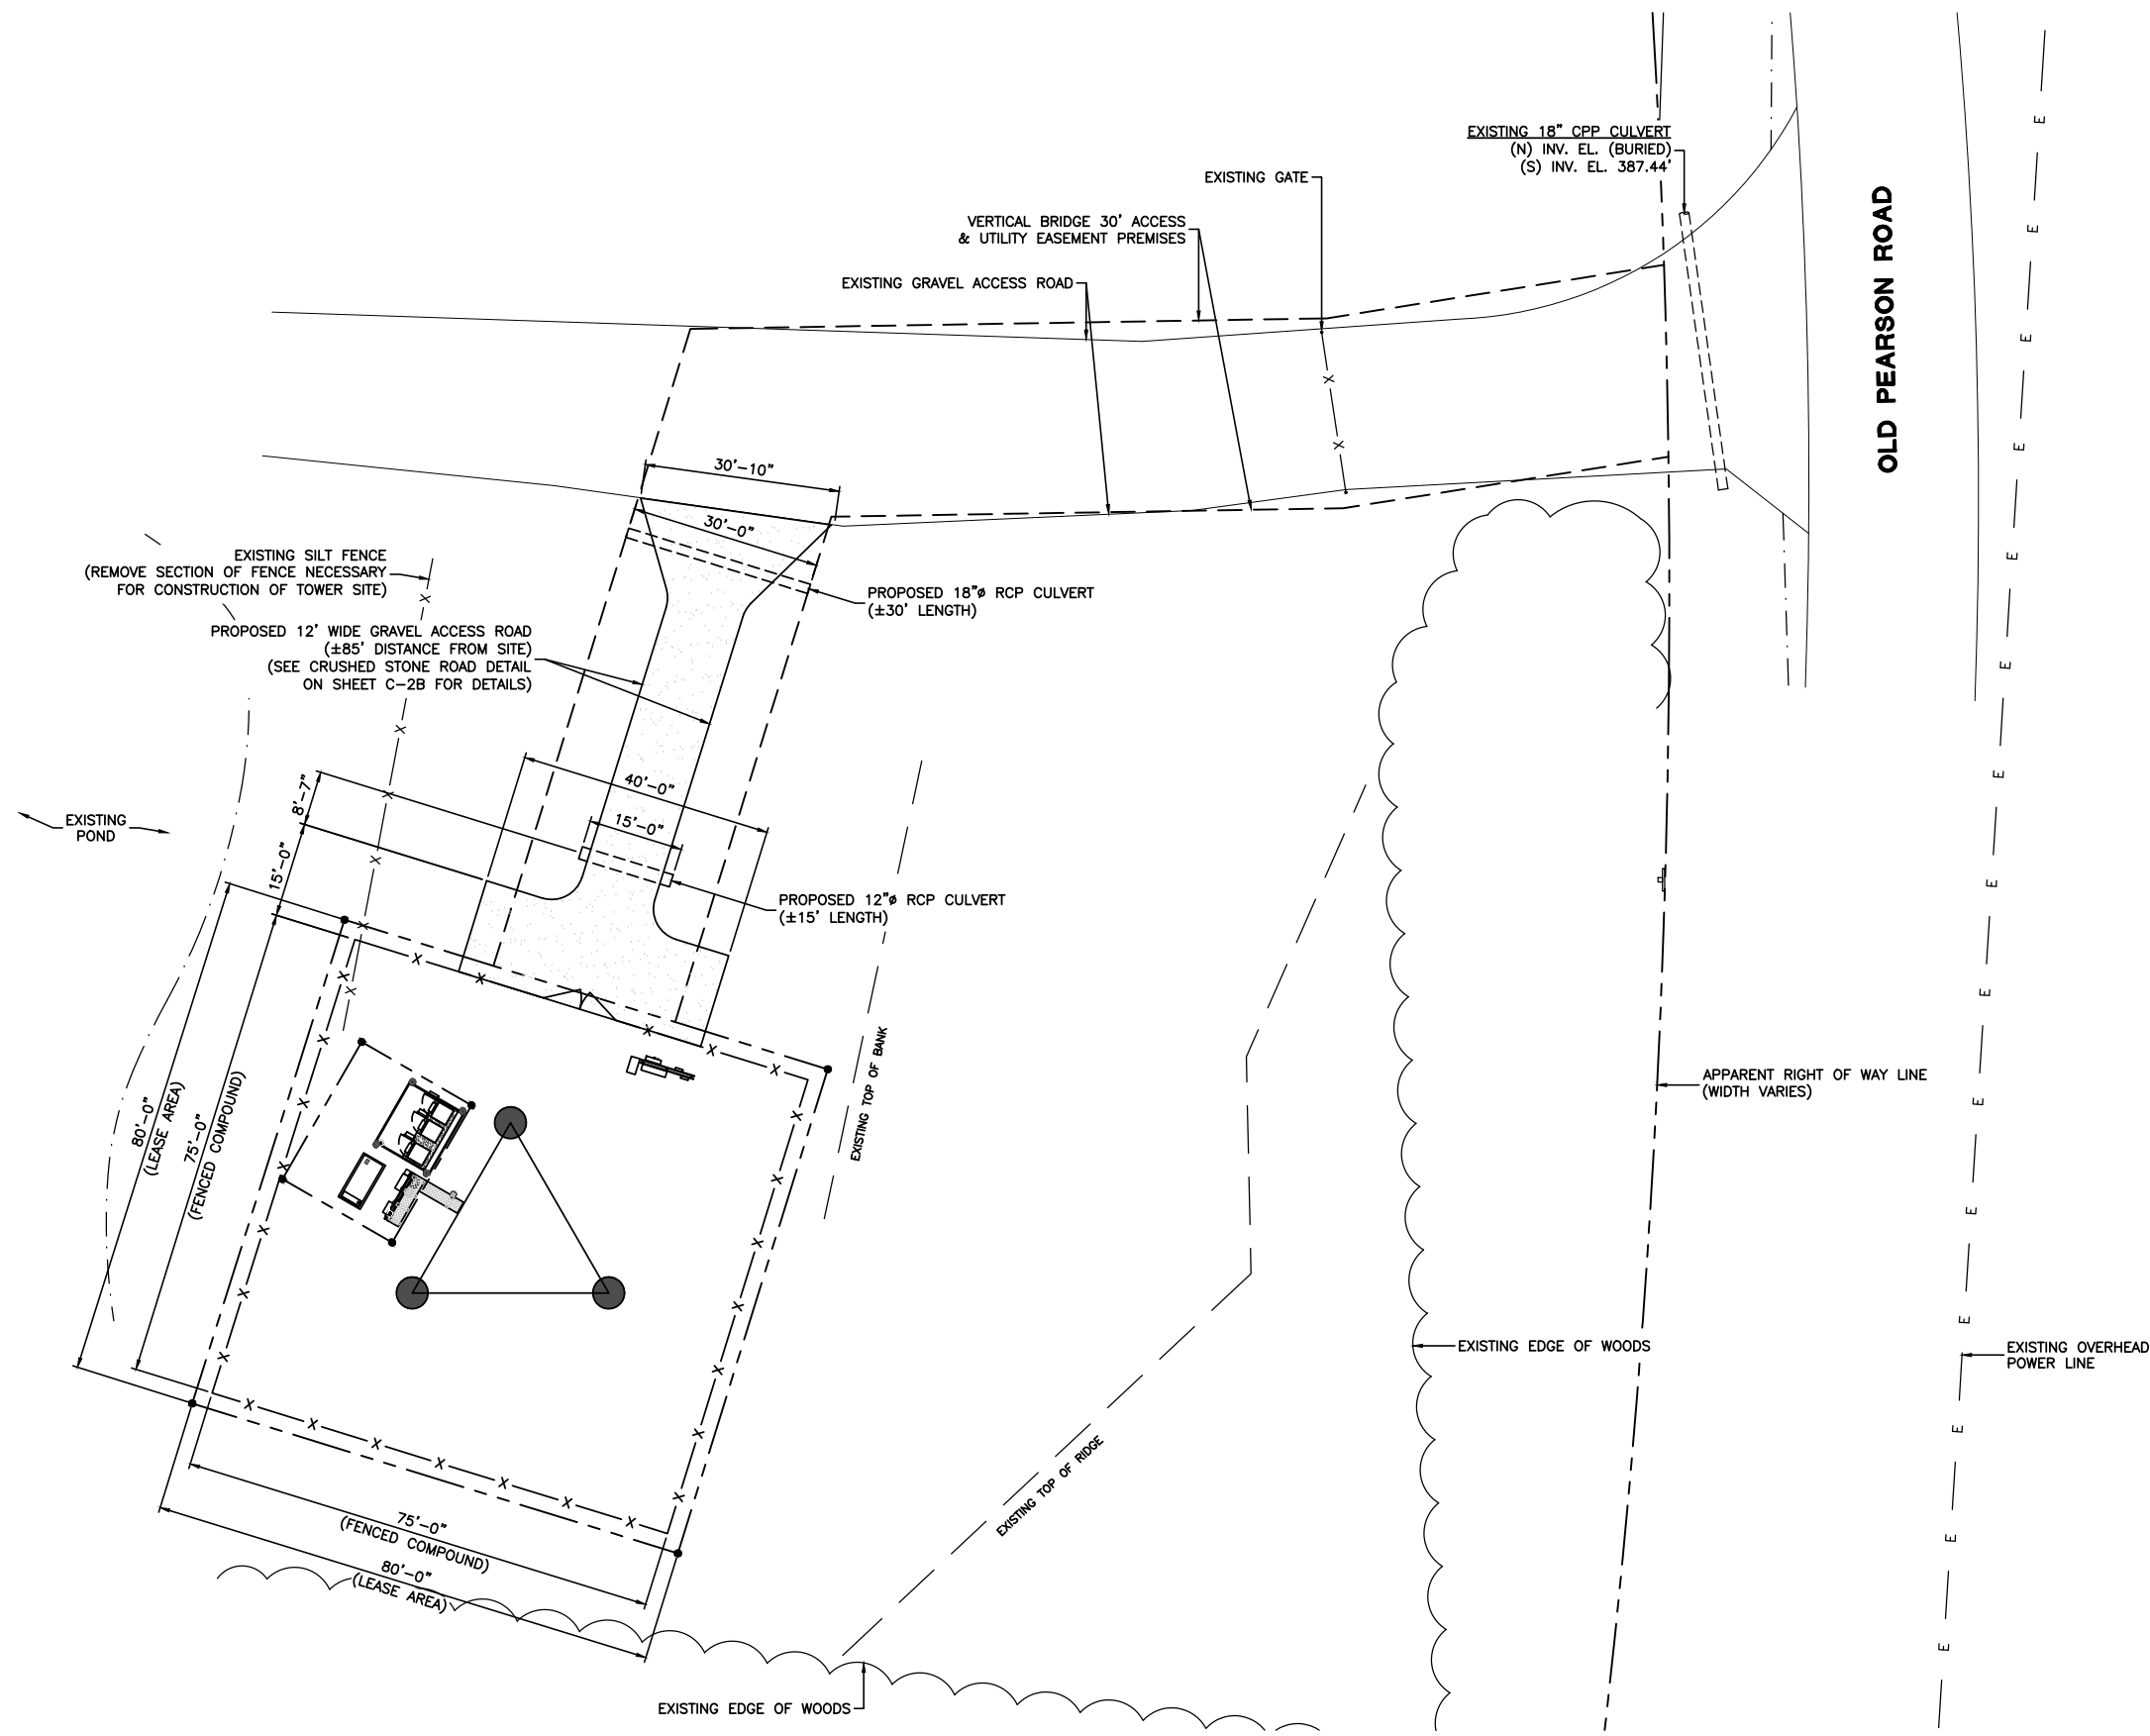 EXISTING 18" CPP CULVERT
(N) INV. EL. (BURIED)
(S) INV. EL. 387.44'
EXISTING GATE
VERTICAL BRIDGE 30' ACCESS
& UTILITY EASEMENT PREMISES
EXISTING GRAVEL ACCESS ROAD
OLD PEARSON ROAD
30'-10"
30'-0"
EXISTING SILT FENCE
(REMOVE SECTION OF FENCE NECESSARY
FOR CONSTRUCTION OF TOWER SITE)
PROPOSED 18"ø RCP CULVERT
(±30' LENGTH)
PROPOSED 12' WIDE GRAVEL ACCESS ROAD
(±85' DISTANCE FROM SITE)
(SEE CRUSHED STONE ROAD DETAIL
ON SHEET C-2B FOR DETAILS)
40'-0"
15'-0"
8'-7"
15'-0"
EXISTING
POND
PROPOSED 12"ø RCP CULVERT
(±15' LENGTH)
EXISTING TOP OF BANK
80'-0"
(LEASE AREA)
75'-0"
(FENCED COMPOUND)
APPARENT RIGHT OF WAY LINE
(WIDTH VARIES)
EXISTING EDGE OF WOODS
EXISTING OVERHEAD
POWER LINE
EXISTING TOP OF RIDGE
75'-0"
(FENCED COMPOUND)
80'-0"
(LEASE AREA)
EXISTING EDGE OF WOODS